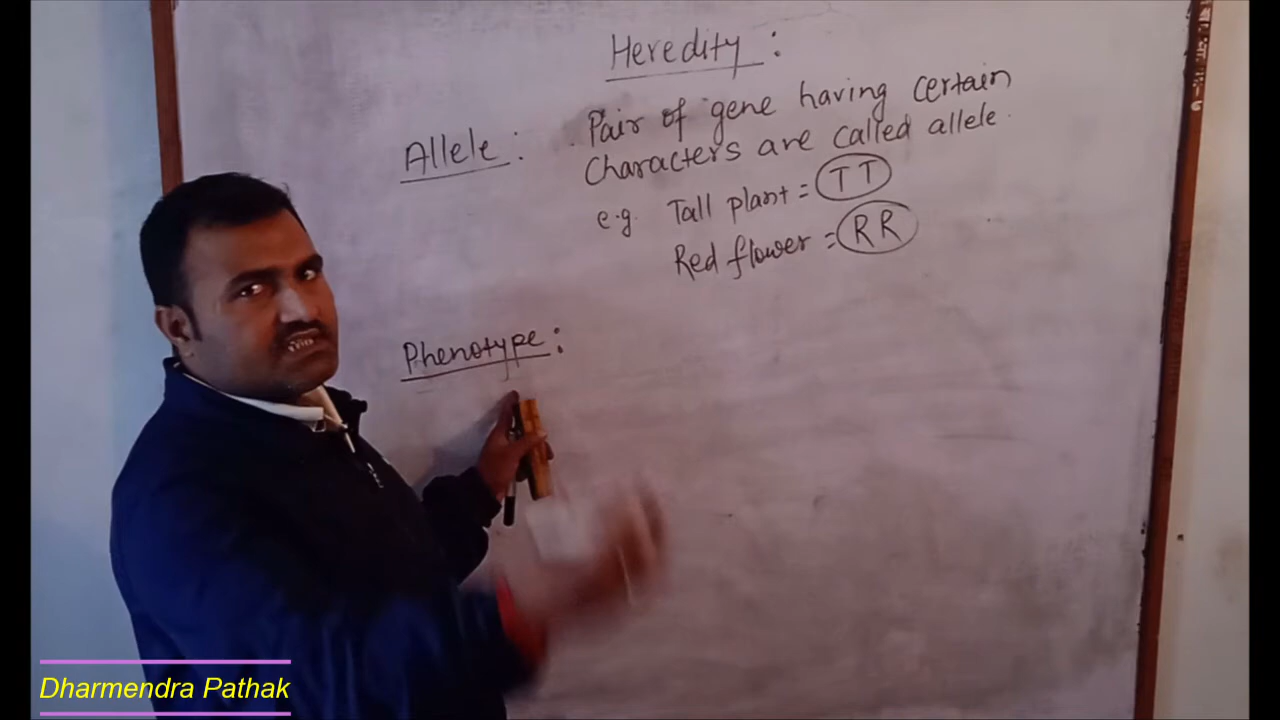 Heredity :
Allele : Pair of gene having certain
Characters are called allele.
e.g. Tall plant = TT
Red flower = RR
Phenotype :
Dharmendra Pathak